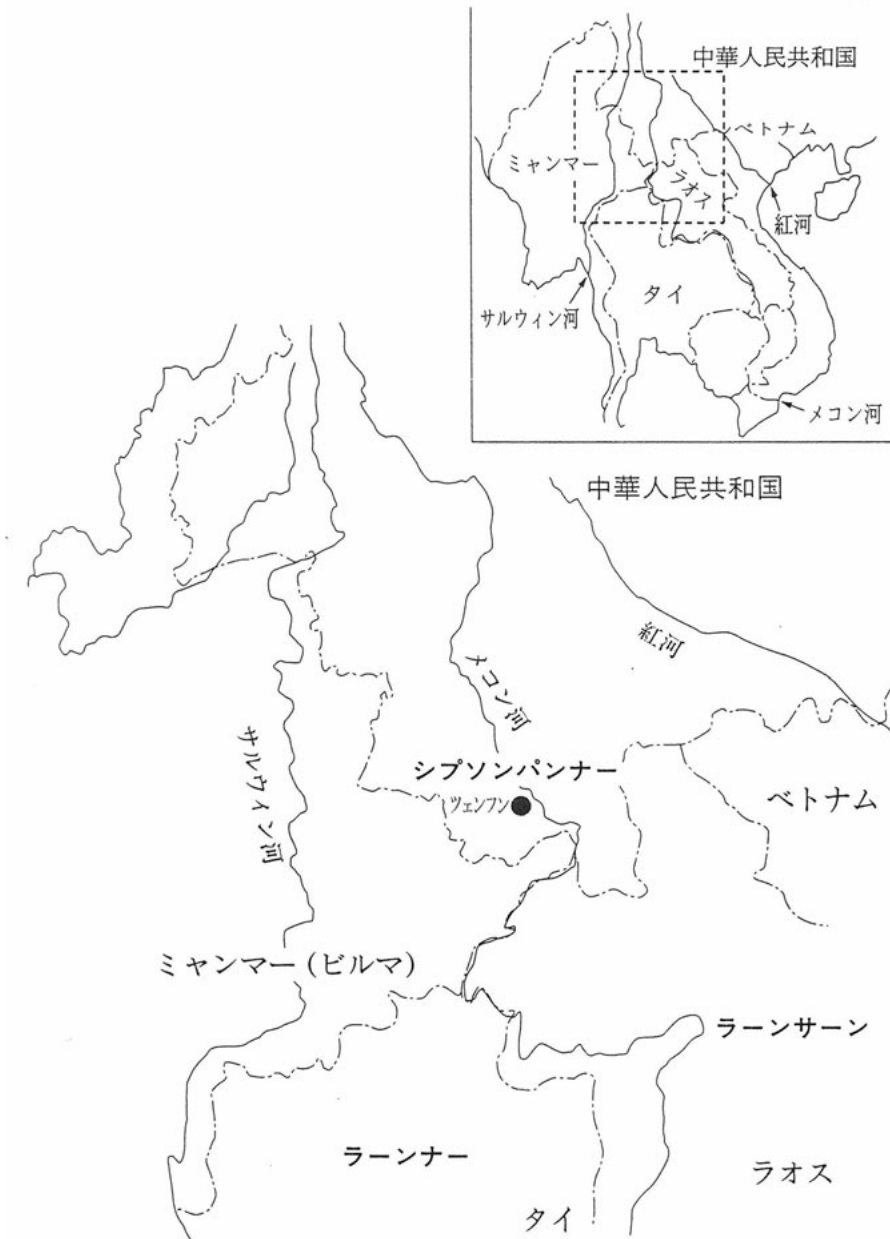 中華人民共和国
ベトナム
ミャンマー
ラオス
紅河
タイ
サルウィン河
メコン河
中華人民共和国
紅河
メコン河
サルウィン河
シプソンパンナー
ツェンフン
ベトナム
ミャンマー(ビルマ)
ラーンサーン
ラーンナー
ラオス
タイ